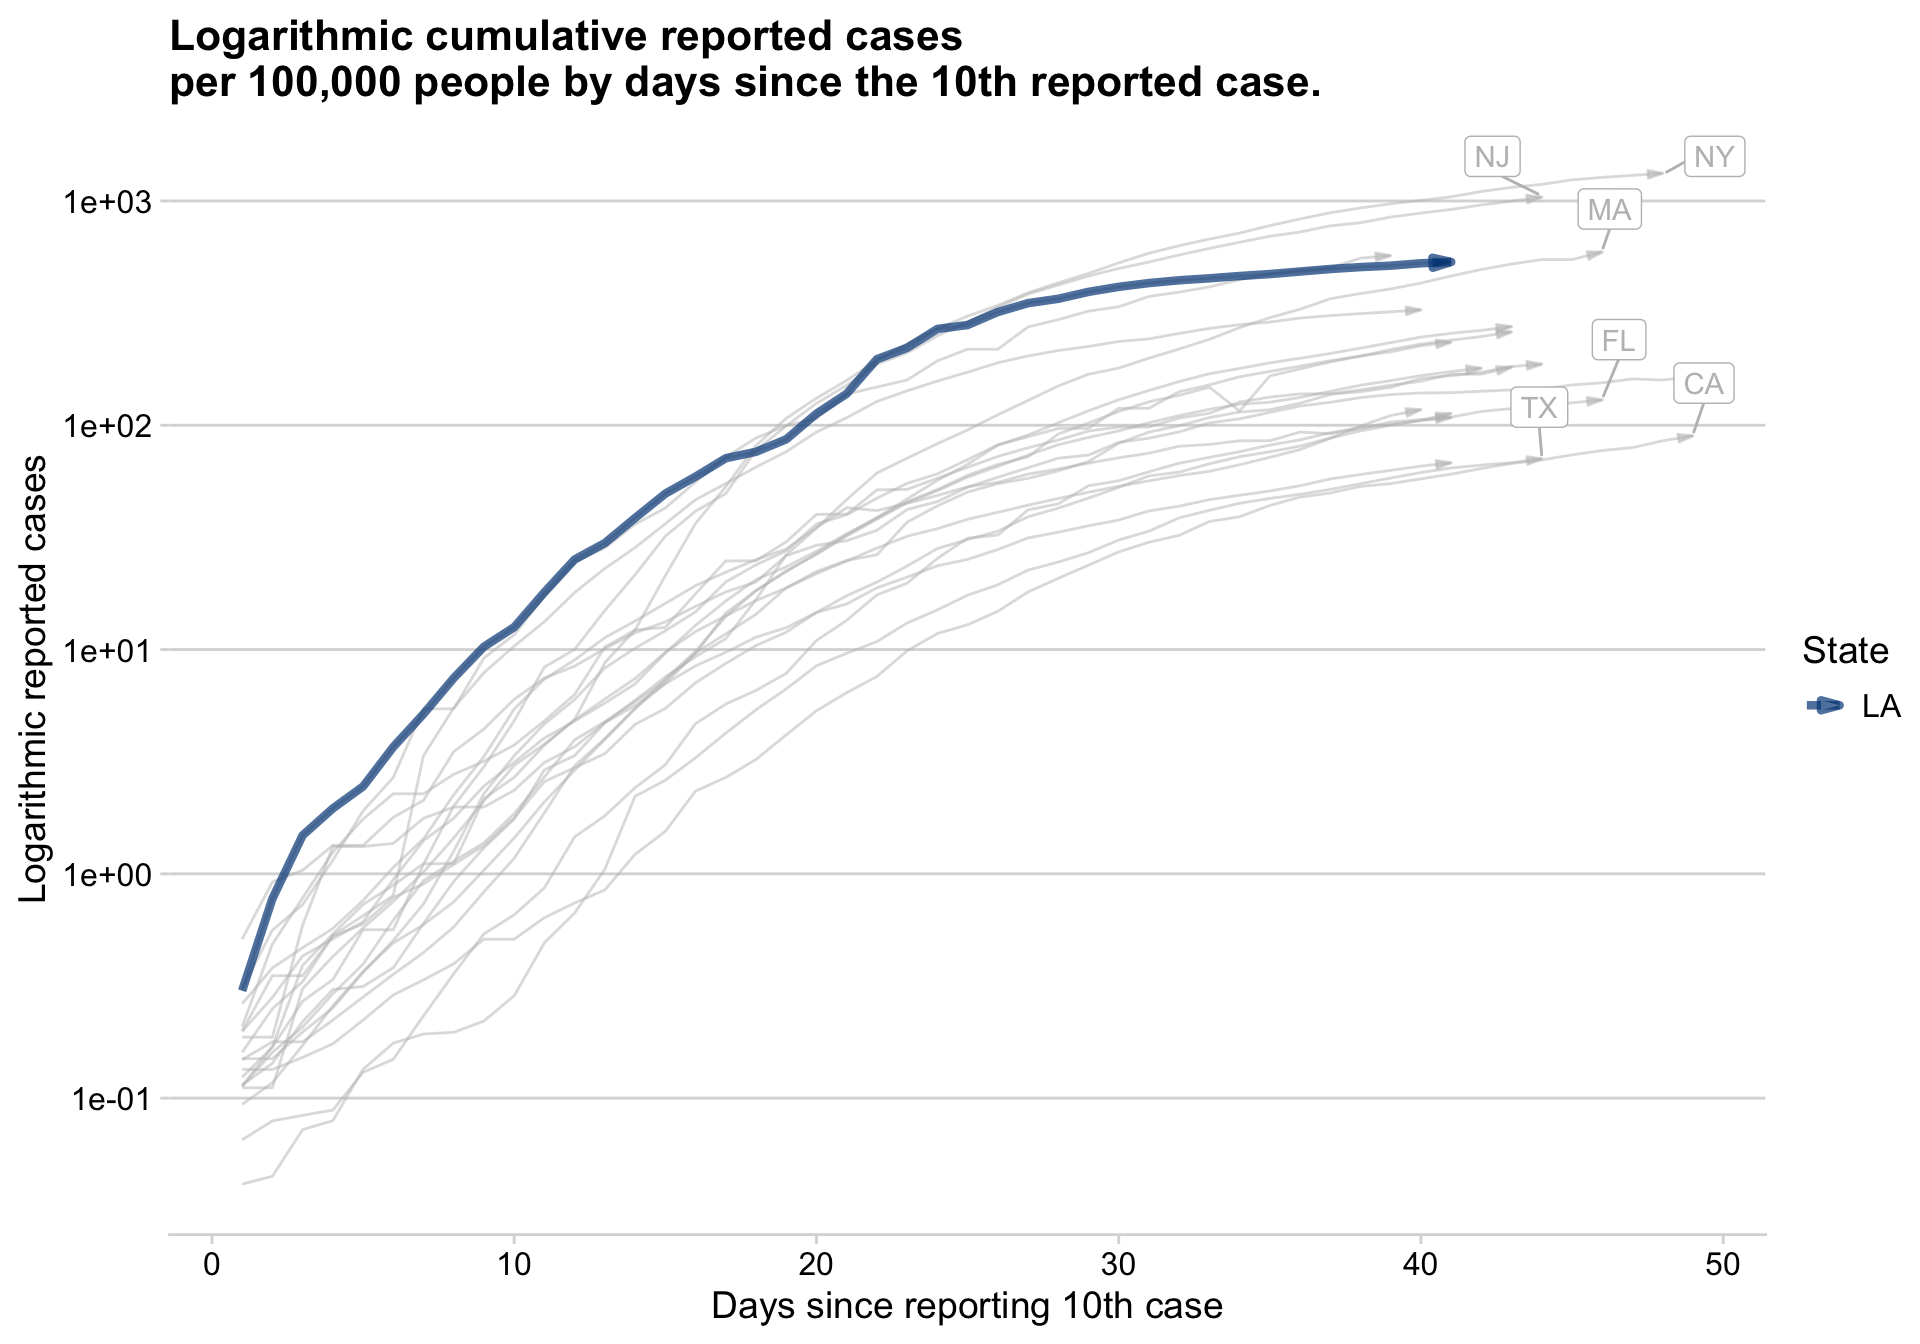 Logarithmic cumulative reported cases
per 100,000 people by days since the 10th reported case.
NJ
NY
1e+03
MA
FL
CA
TX
1e+02
1e+01
1e+00
1e-01
Logarithmic reported cases
State
LA
0 10 20 30 40 50
Days since reporting 10th case